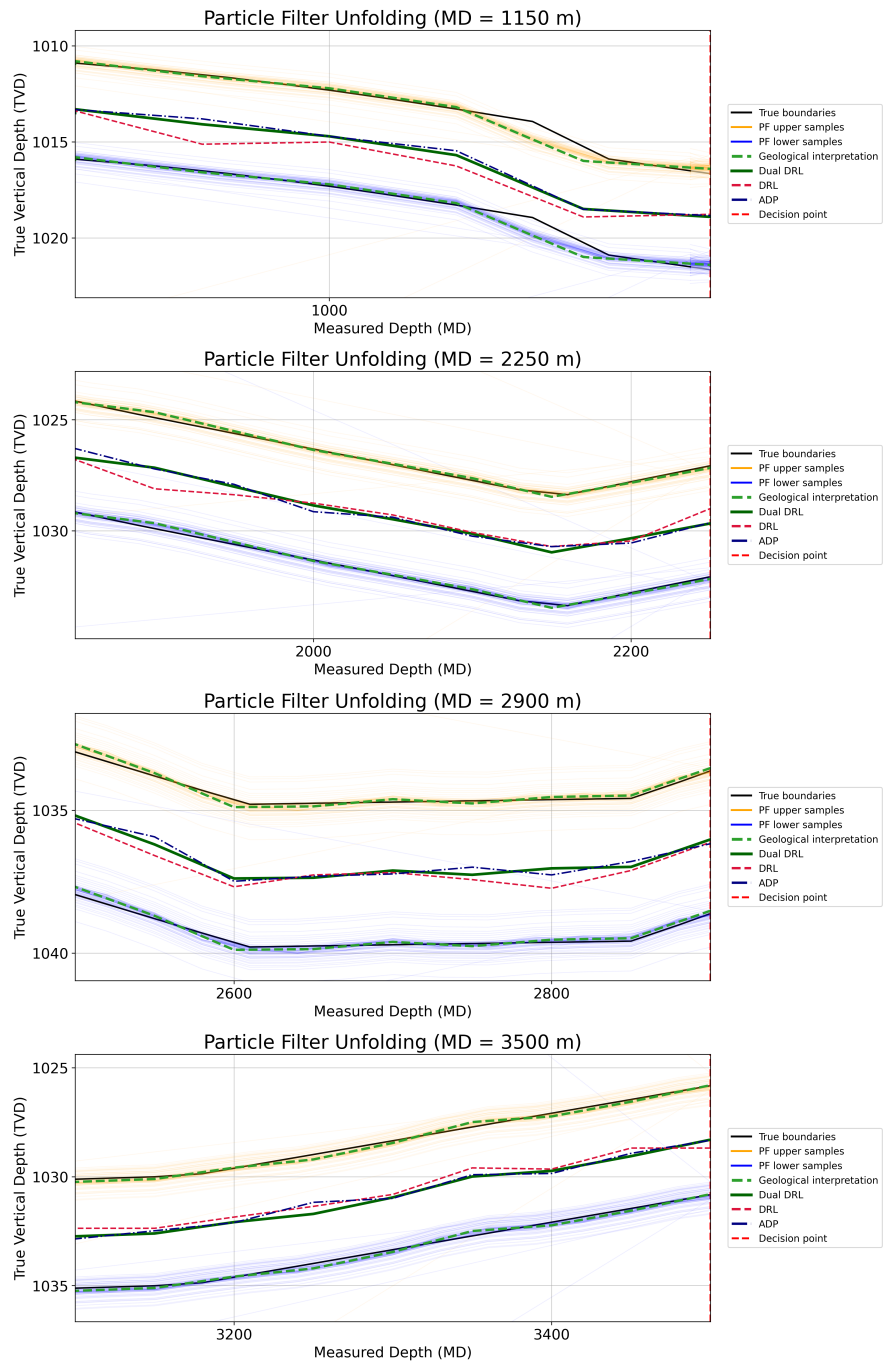 Particle Filter Unfolding (MD = 1150 m)
True Vertical Depth (TVD)
1010
1015
1020
1000
Measured Depth (MD)
True boundaries
PF upper samples
PF lower samples
Geological interpretation
Dual DRL
DRL
ADP
Decision point
Particle Filter Unfolding (MD = 2250 m)
True Vertical Depth (TVD)
1025
1030
2000
2200
Measured Depth (MD)
True boundaries
PF upper samples
PF lower samples
Geological interpretation
Dual DRL
DRL
ADP
Decision point
Particle Filter Unfolding (MD = 2900 m)
True Vertical Depth (TVD)
1035
1040
2600
2800
Measured Depth (MD)
True boundaries
PF upper samples
PF lower samples
Geological interpretation
Dual DRL
DRL
ADP
Decision point
Particle Filter Unfolding (MD = 3500 m)
True Vertical Depth (TVD)
1025
1030
1035
3200
3400
Measured Depth (MD)
True boundaries
PF upper samples
PF lower samples
Geological interpretation
Dual DRL
DRL
ADP
Decision point